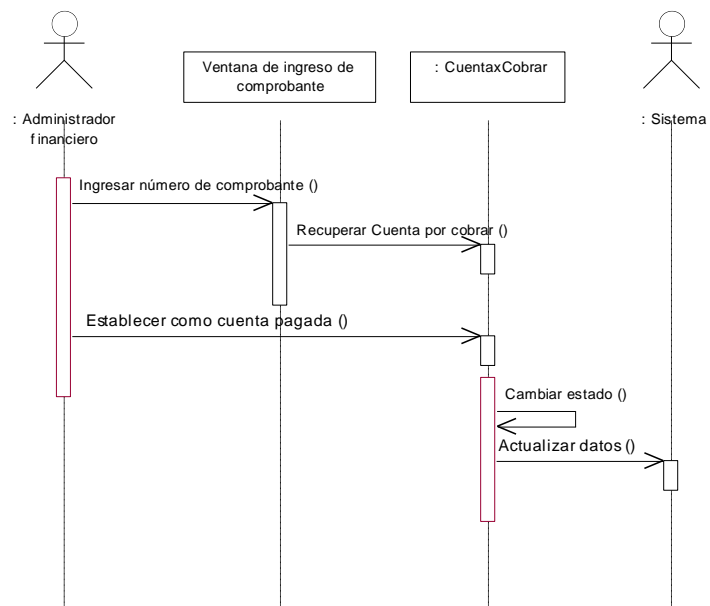 Ventana de ingreso de
comprobante
: CuentaxCobrar
: Administrador
financiero
: Sistema
Ingresar número de comprobante ()
Recuperar Cuenta por cobrar ()
Establecer como cuenta pagada ()
Cambiar estado ()
Actualizar datos ()